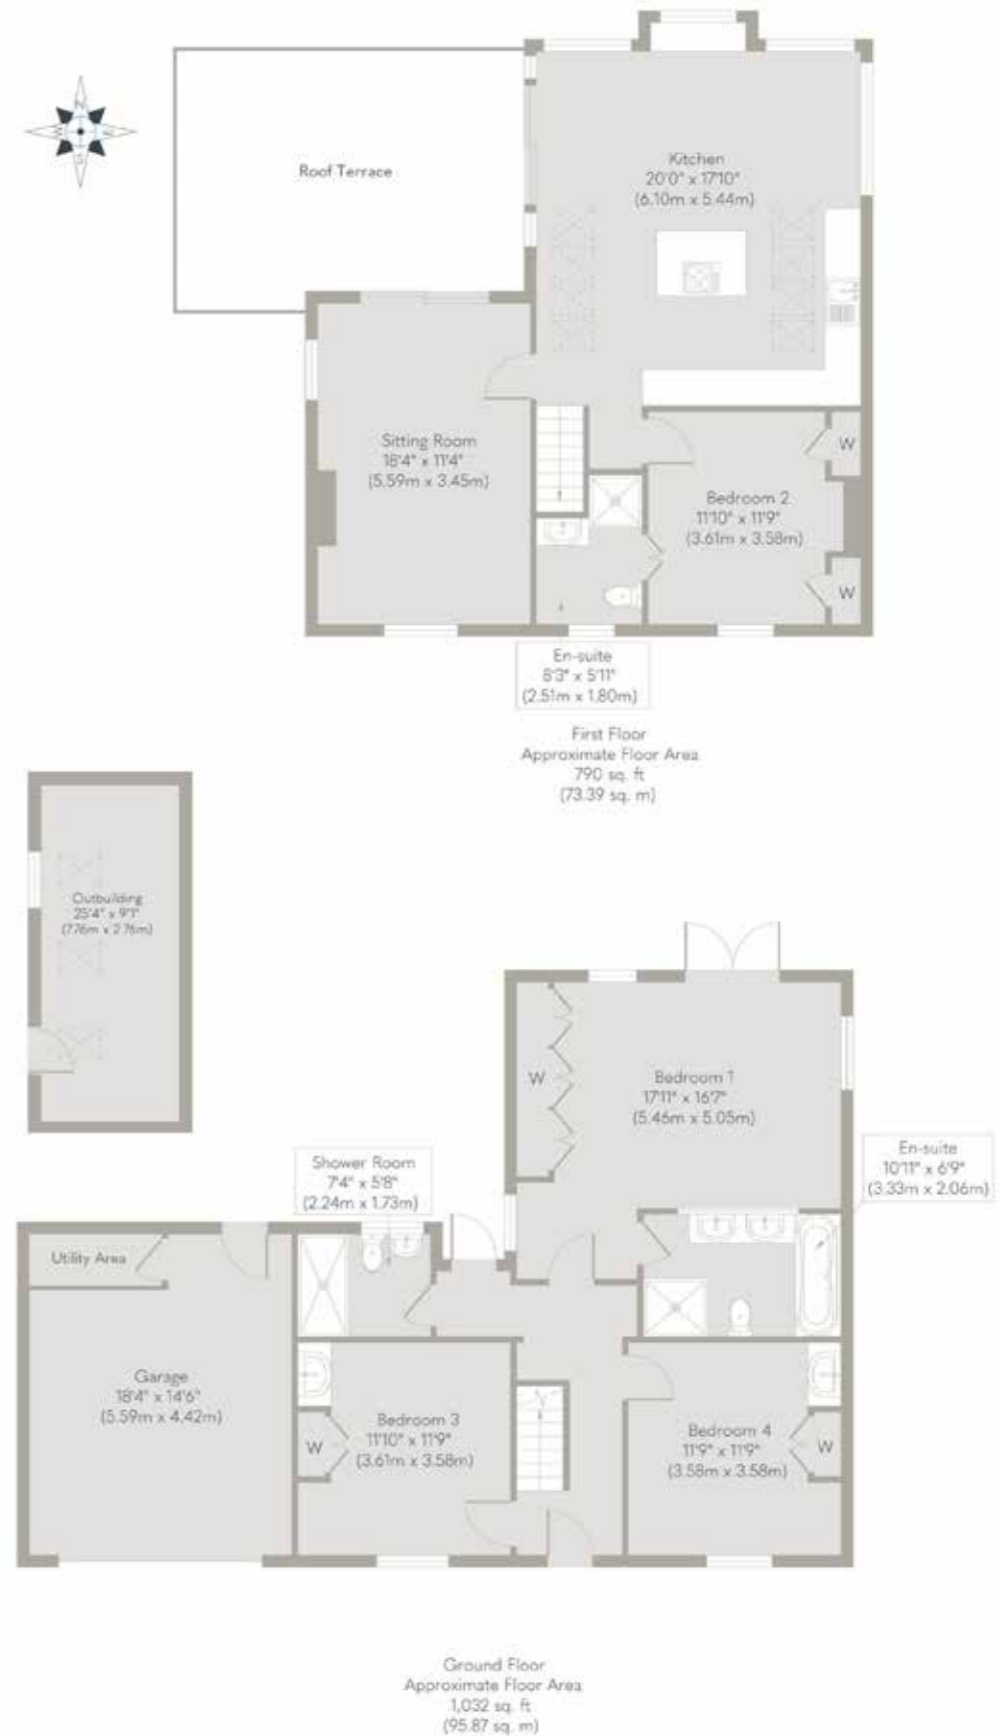 N
W
E
S
Roof Terrace
Kitchen
20'0" x 17'10"
(6.10m x 5.44m)
Sitting Room
18'4" x 11'4"
(5.59m x 3.45m)
W
Bedroom 2
11'10" x 11'9"
(3.61m x 3.58m)
W
En-suite
8'3" x 5'11"
(2.51m x 1.80m)
First Floor
Approximate Floor Area
790 sq. ft
(73.39 sq. m)
Outbuilding
25'4" x 9'1"
(7.76m x 2.76m)
W
Bedroom 1
17'11" x 16'7"
(5.46m x 5.05m)
En-suite
10'11" x 6'9"
(3.33m x 2.06m)
Shower Room
7'4" x 5'8"
(2.24m x 1.73m)
Utility Area
Garage
18'4" x 14'6"
(5.59m x 4.42m)
Bedroom 3
11'10" x 11'9"
(3.61m x 3.58m)
W
Bedroom 4
11'9" x 11'9"
(3.58m x 3.58m)
W
Ground Floor
Approximate Floor Area
1,032 sq. ft
(95.87 sq. m)